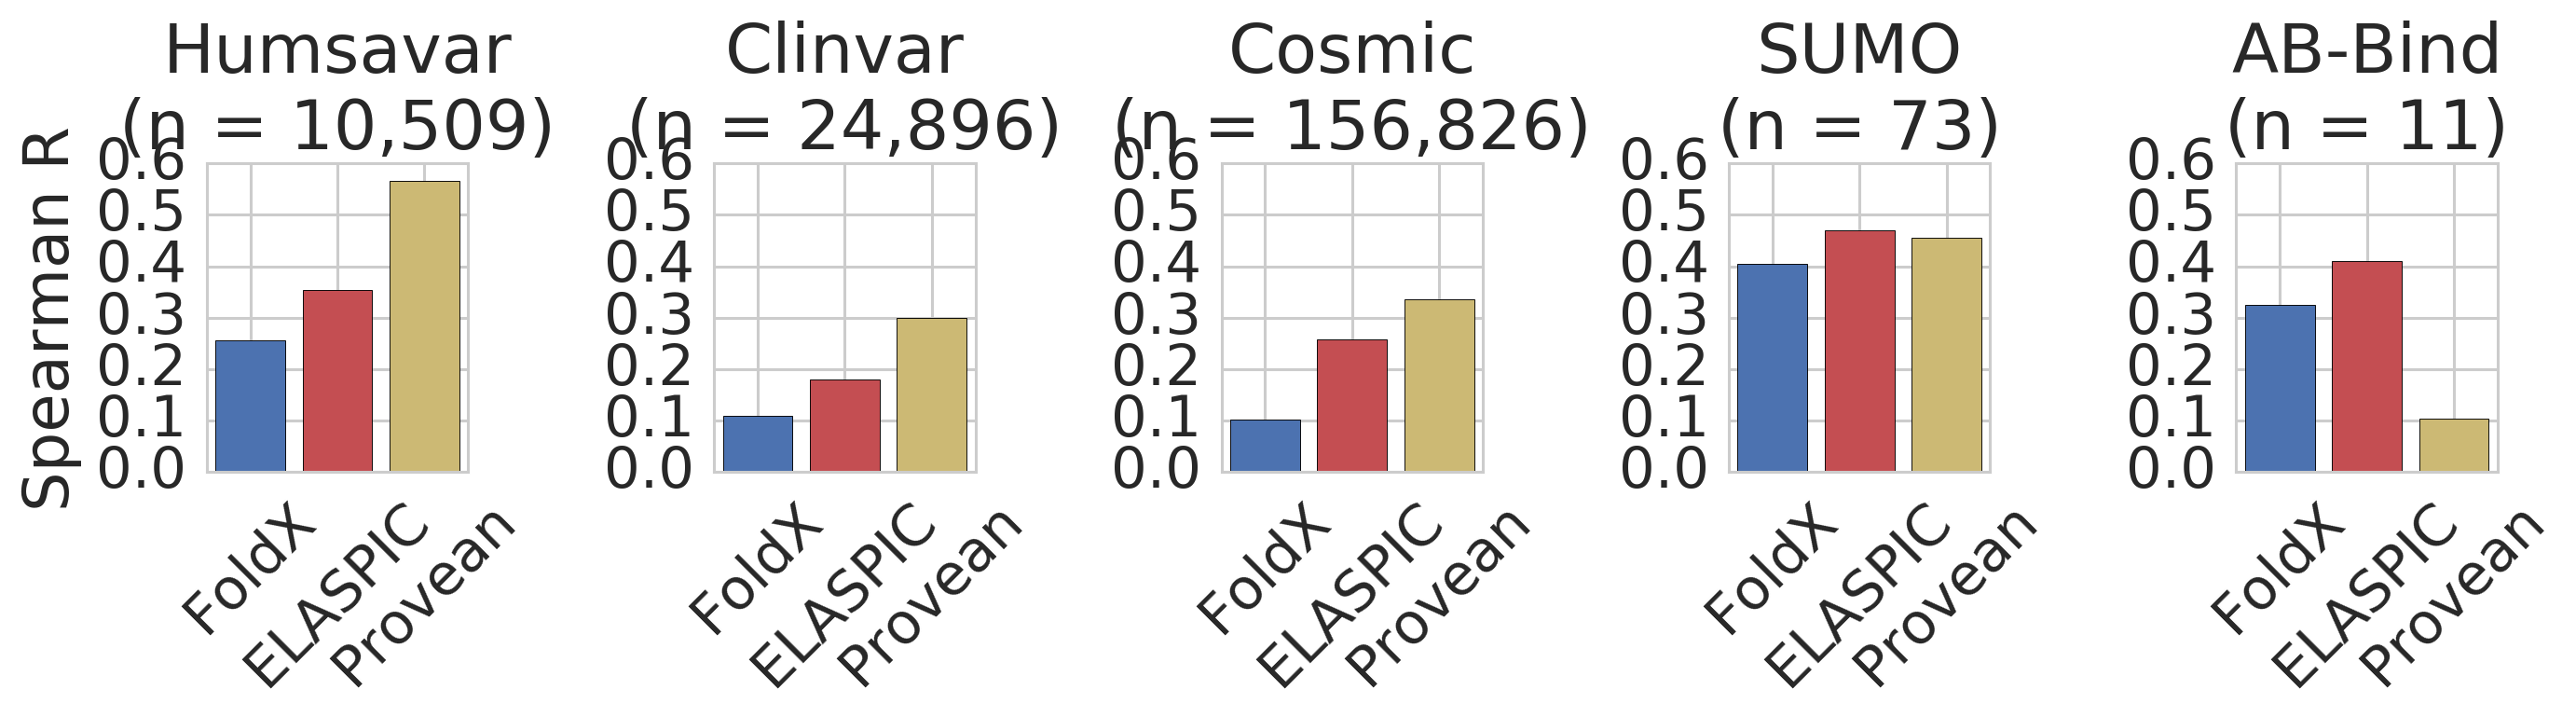 Humsavar
(n = 10,509)
Clinvar
(n = 24,896)
Cosmic
(n = 156,826)
SUMO
(n = 73)
AB-Bind
(n = 11)
Spearman R
0.6
0.5
0.4
0.3
0.2
0.1
0.0
FoldX
ELASPIC
Provean
0.6
0.5
0.4
0.3
0.2
0.1
0.0
FoldX
ELASPIC
Provean
0.6
0.5
0.4
0.3
0.2
0.1
0.0
FoldX
ELASPIC
Provean
0.6
0.5
0.4
0.3
0.2
0.1
0.0
FoldX
ELASPIC
Provean
0.6
0.5
0.4
0.3
0.2
0.1
0.0
FoldX
ELASPIC
Provean